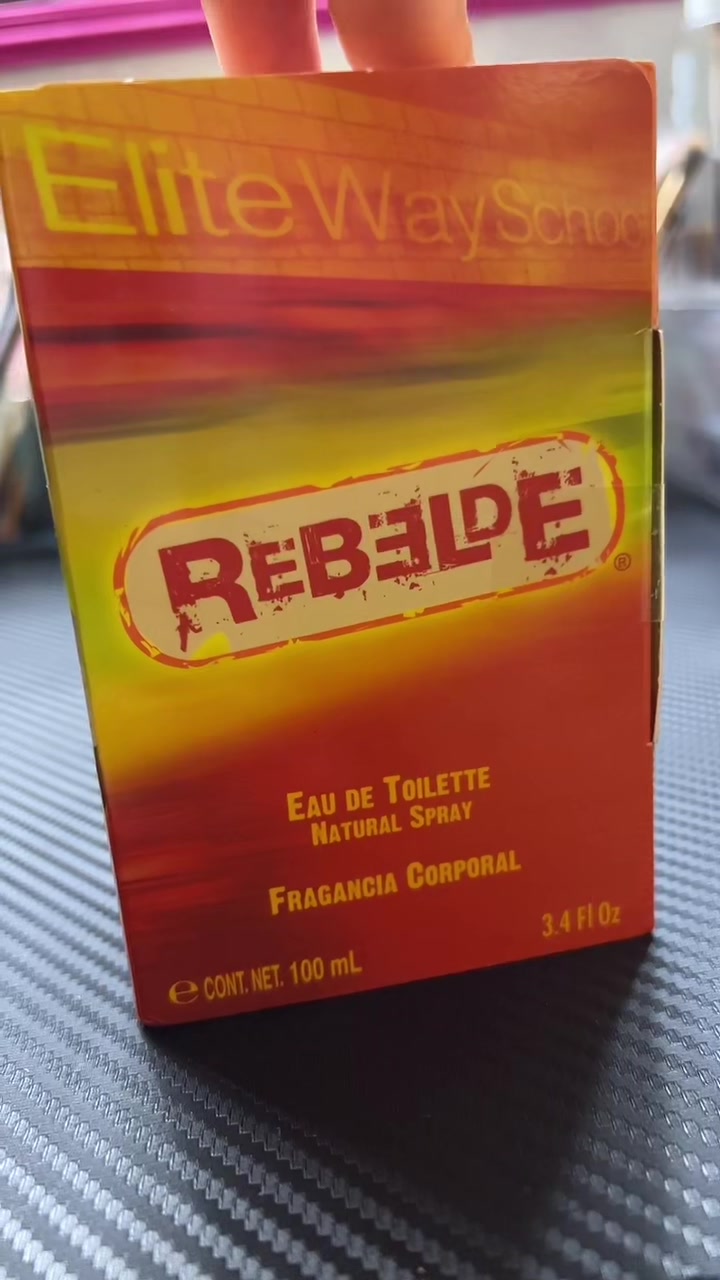 Elite Way Schoo
REBELDE ®
EAU DE TOILETTE
NATURAL SPRAY
FRAGANCIA CORPORAL
3.4 Fl Oz
e CONT. NET. 100 mL